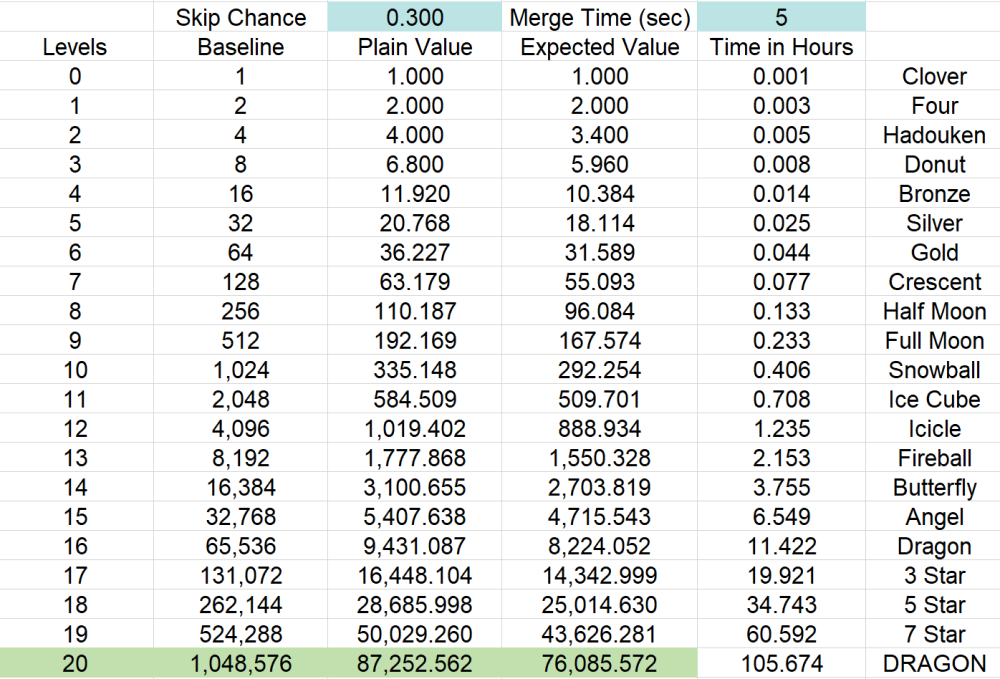 Skip Chance 0.300 Merge Time (sec) 5
Levels Baseline Plain Value Expected Value Time in Hours
0 1 1.000 1.000 0.001 Clover
1 2 2.000 2.000 0.003 Four
2 4 4.000 3.400 0.005 Hadouken
3 8 6.800 5.960 0.008 Donut
4 16 11.920 10.384 0.014 Bronze
5 32 20.768 18.114 0.025 Silver
6 64 36.227 31.589 0.044 Gold
7 128 63.179 55.093 0.077 Crescent
8 256 110.187 96.084 0.133 Half Moon
9 512 192.169 167.574 0.233 Full Moon
10 1,024 335.148 292.254 0.406 Snowball
11 2,048 584.509 509.701 0.708 Ice Cube
12 4,096 1,019.402 888.934 1.235 Icicle
13 8,192 1,777.868 1,550.328 2.153 Fireball
14 16,384 3,100.655 2,703.819 3.755 Butterfly
15 32,768 5,407.638 4,715.543 6.549 Angel
16 65,536 9,431.087 8,224.052 11.422 Dragon
17 131,072 16,448.104 14,342.999 19.921 3 Star
18 262,144 28,685.998 25,014.630 34.743 5 Star
19 524,288 50,029.260 43,626.281 60.592 7 Star
20 1,048,576 87,252.562 76,085.572 105.674 DRAGON